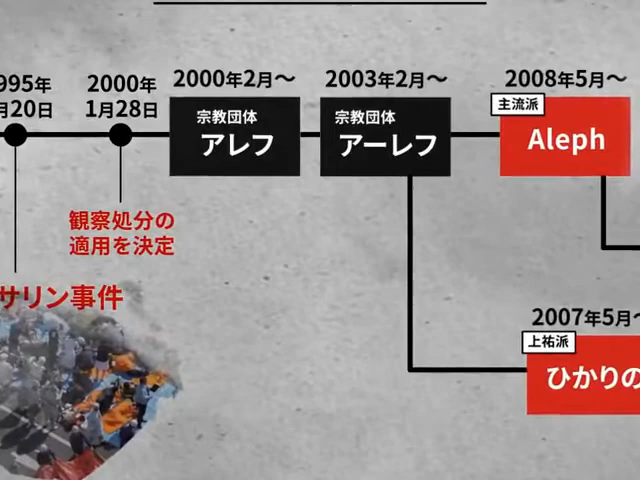 995年
月20日
2000年
1月28日
2000年2月〜
2003年2月〜
2008年5月〜
宗教団体
アレフ
宗教団体
アーレフ
主流派
Aleph
観察処分の
適用を決定
サリン事件
2007年5月〜
上祐派
ひかりの